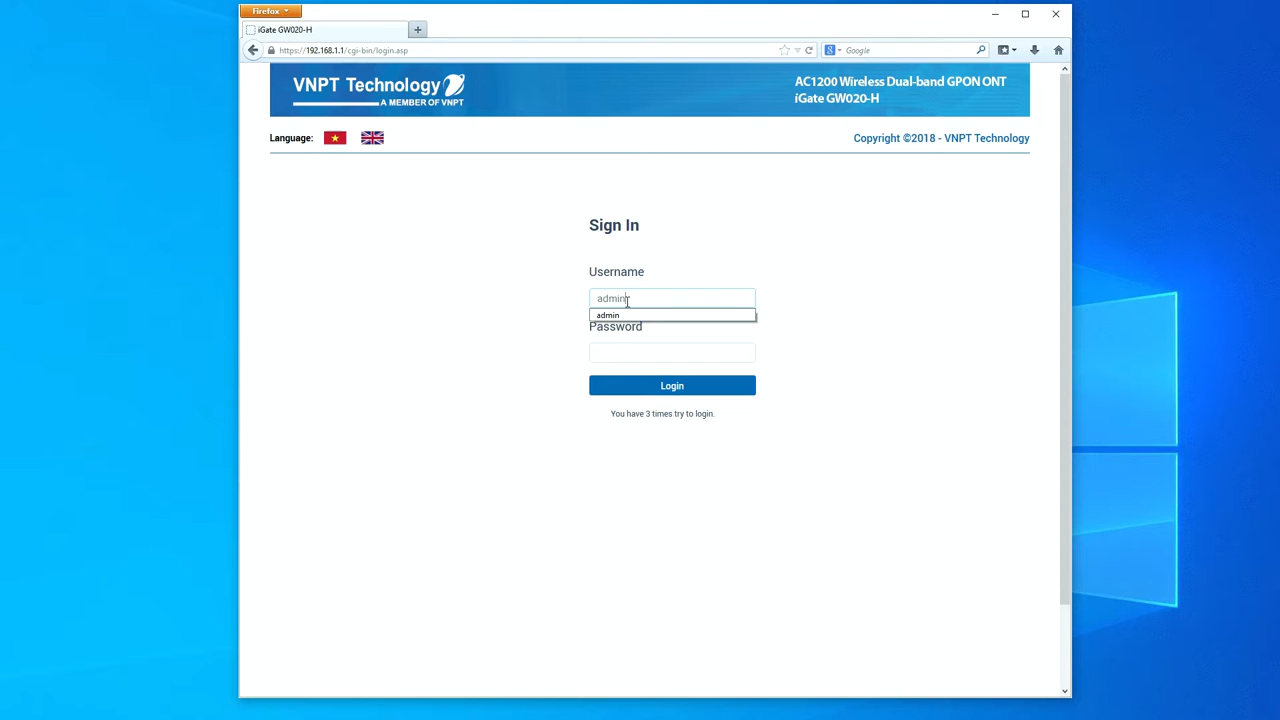 Firefox
iGate GW020-H
https://192.168.1.1/cgi-bin/login.asp
Google
VNPT Technology
A MEMBER OF VNPT
AC1200 Wireless Dual-band GPON ONT
iGate GW020-H
Language:
Copyright ©2018 - VNPT Technology
Sign In
Username
admin
admin
Password
Login
You have 3 times try to login.